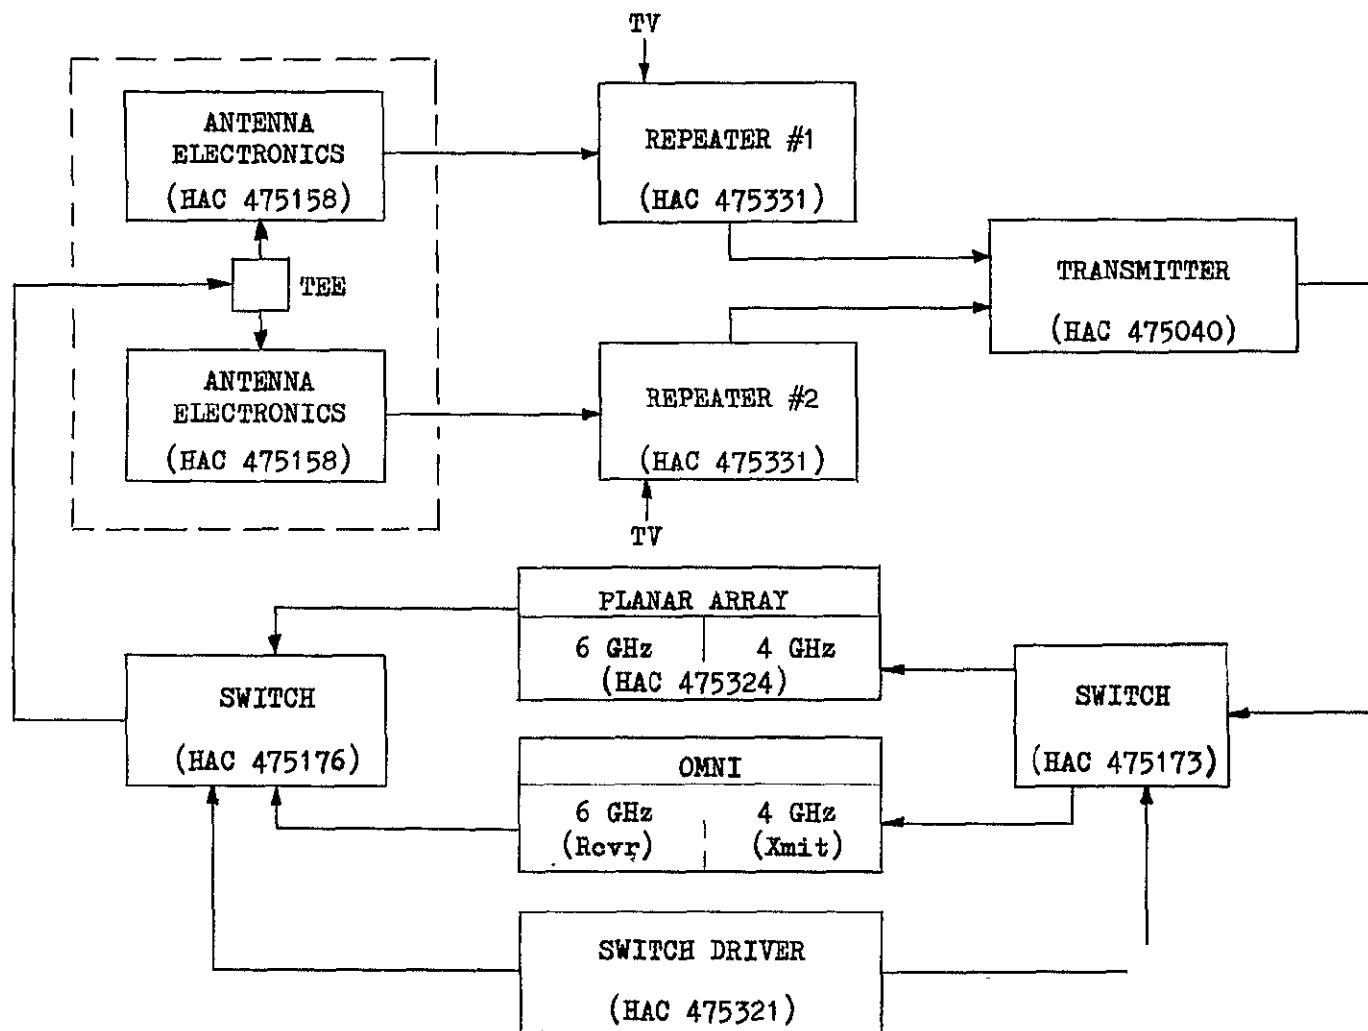 TV
ANTENNA
ELECTRONICS
(HAC 475158)
REPEATER #1
(HAC 475331)
TEE
TRANSMITTER
(HAC 475040)
ANTENNA
ELECTRONICS
(HAC 475158)
REPEATER #2
(HAC 475331)
TV
PLANAR ARRAY
6 GHz 4 GHz
(HAC 475324)
SWITCH
(HAC 475176)
SWITCH
(HAC 475173)
OMNI
6 GHz 4 GHz
(Rcvr) (Xmit)
SWITCH DRIVER
(HAC 475321)